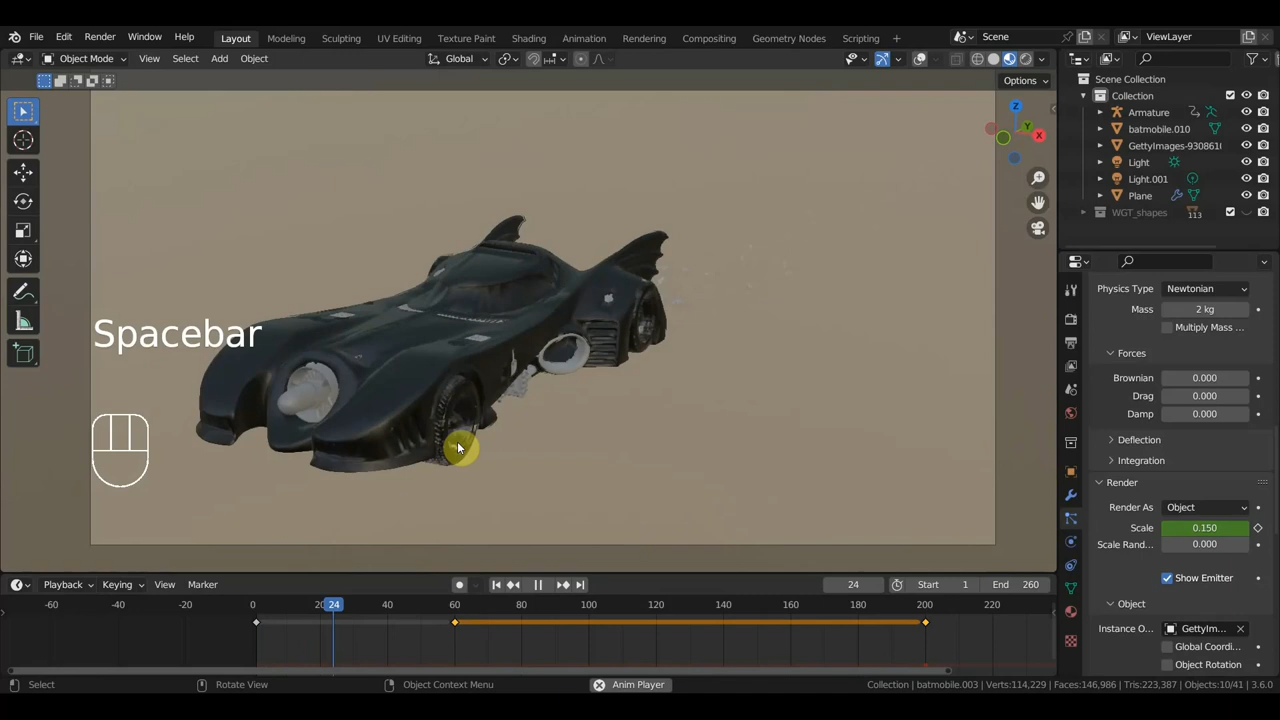 File Edit Render Window Help Layout Modeling Sculpting UV Editing Texture Paint Shading Animation Rendering Compositing Geometry Nodes Scripting + Scene ViewLayer
Object Mode View Select Add Object Global
Options
Scene Collection
Collection
Armature
batmobile.010
GettyImages-9308610
Light
Light.001
Plane
WGT_shapes 113
Z
Y
X
Spacebar
Physics Type Newtonian
Mass 2 kg
Multiply Mass ...
Forces
Brownian 0.000
Drag 0.000
Damp 0.000
Deflection
Integration
Render
Render As Object
Scale 0.150
Scale Rand... 0.000
Show Emitter
Object
Instance O... GettyIm...
Global Coordi...
Object Rotation
Playback Keying View Marker 24 Start 1 End 260
-60 -40 -20 0 20 24 40 60 80 100 120 140 160 180 200 220
Select Rotate View Object Context Menu Anim Player Collection | batmobile.003 | Verts:114,229 | Faces:146,986 | Tris:223,387 | Objects:10/41 | 3.6.0